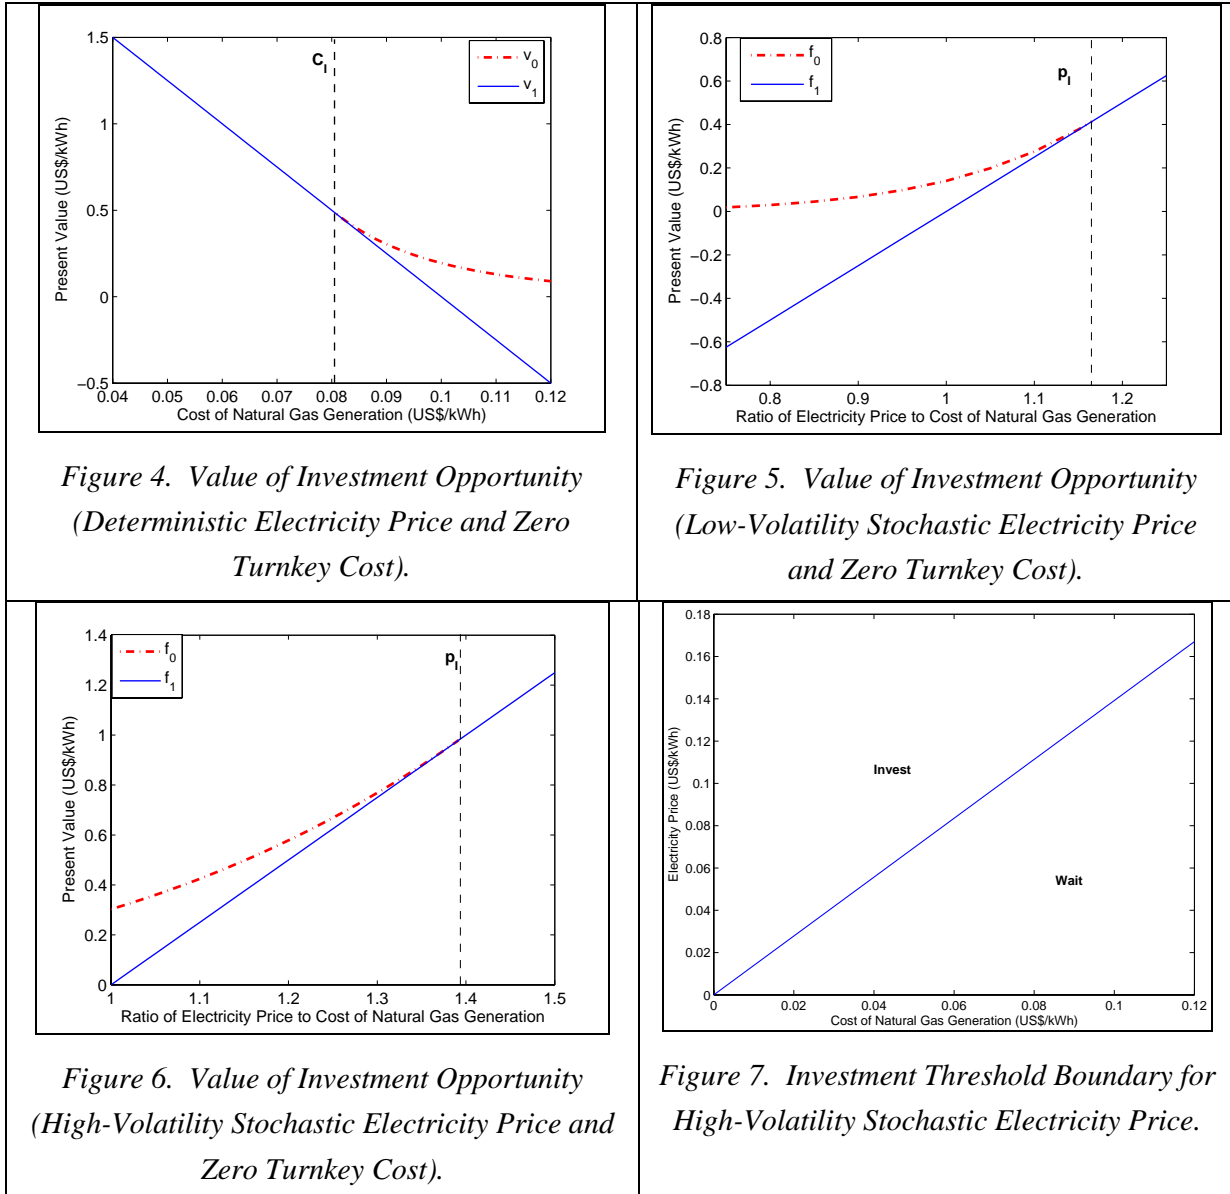 1.5
1
0.5
0
−0.5
0.04 0.05 0.06 0.07 0.08 0.09 0.1 0.11 0.12
Present Value (US$/kWh)
Cost of Natural Gas Generation (US$/kWh)
C_I
v_0
v_1
Figure 4. Value of Investment Opportunity
(Deterministic Electricity Price and Zero
Turnkey Cost).
0.8
0.6
0.4
0.2
0
−0.2
−0.4
−0.6
−0.8
0.8 0.9 1 1.1 1.2
Present Value (US$/kWh)
Ratio of Electricity Price to Cost of Natural Gas Generation
f_0
f_1
p_I
Figure 5. Value of Investment Opportunity
(Low-Volatility Stochastic Electricity Price
and Zero Turnkey Cost).
1.4
1.2
1
0.8
0.6
0.4
0.2
0
1 1.1 1.2 1.3 1.4 1.5
Present Value (US$/kWh)
Ratio of Electricity Price to Cost of Natural Gas Generation
f_0
f_1
p_I
Figure 6. Value of Investment Opportunity
(High-Volatility Stochastic Electricity Price and
Zero Turnkey Cost).
0.18
0.16
0.14
0.12
0.1
0.08
0.06
0.04
0.02
0
0 0.02 0.04 0.06 0.08 0.1 0.12
Electricity Price (US$/kWh)
Cost of Natural Gas Generation (US$/kWh)
Invest
Wait
Figure 7. Investment Threshold Boundary for
High-Volatility Stochastic Electricity Price.